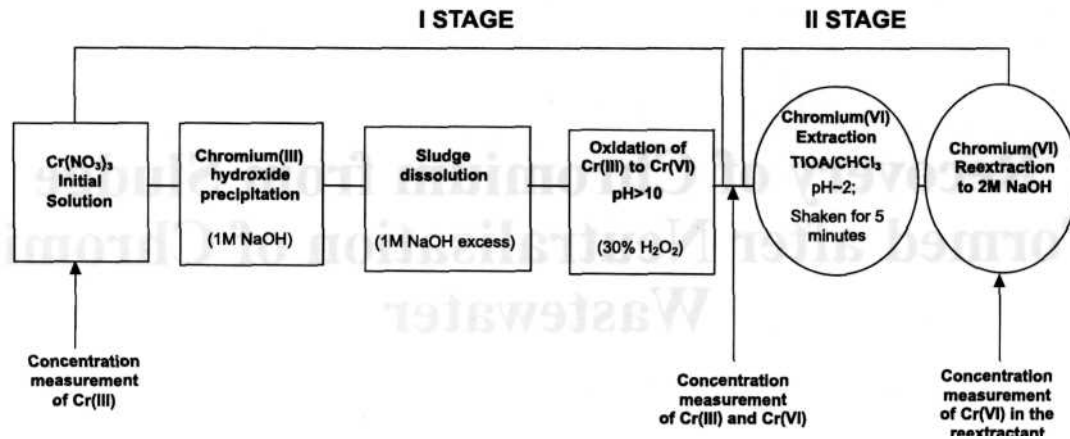 I STAGE
II STAGE
Cr(NO₃)₃
Initial
Solution
Chromium(III)
hydroxide
precipitation
(1M NaOH)
Sludge
dissolution
(1M NaOH excess)
Oxidation of
Cr(III) to Cr(VI)
pH>10
(30% H₂O₂)
Chromium(VI)
Extraction
TIOA/CHCl₃
pH~2;
Shaken for 5
minutes
Chromium(VI)
Reextraction
to 2M NaOH
Concentration
measurement
of Cr(III)
Concentration
measurement
of Cr(III) and Cr(VI)
Concentration
measurement
of Cr(VI) in the
reextractant